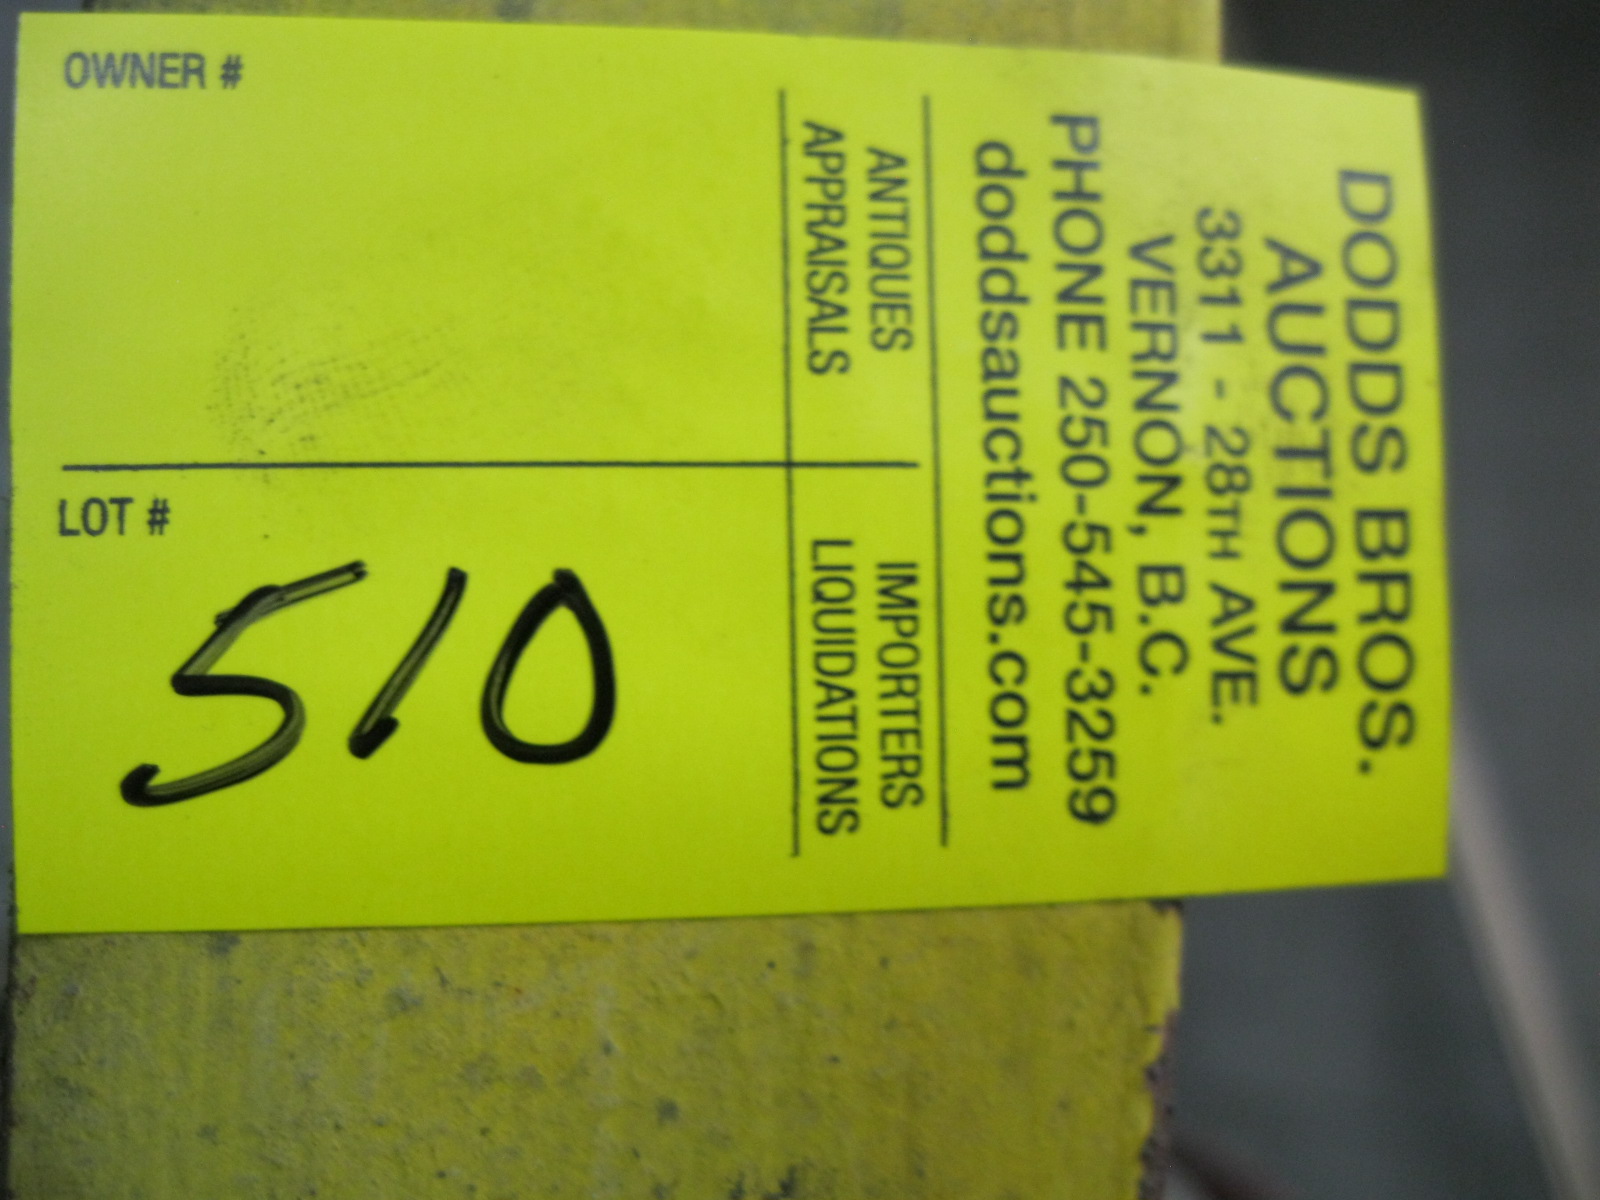 DODDS BROS.
AUCTIONS
3311 - 28TH AVE.
VERNON, B.C.
PHONE 250-545-3259
doddsauctions.com
ANTIQUES
APPRAISALS
IMPORTERS
LIQUIDATIONS
OWNER #
LOT #
510